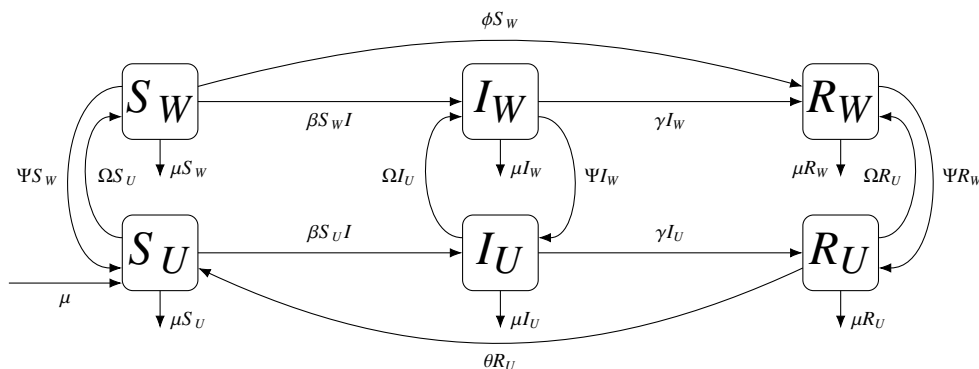 ϕS_W
S_W
I_W
R_W
βS_W I
γI_W
μS_W
μI_W
μR_W
ΨS_W
ΩS_U
ΩI_U
ΨI_W
ΩR_U
ΨR_W
S_U
I_U
R_U
βS_U I
γI_U
μ
μS_U
μI_U
μR_U
θR_U